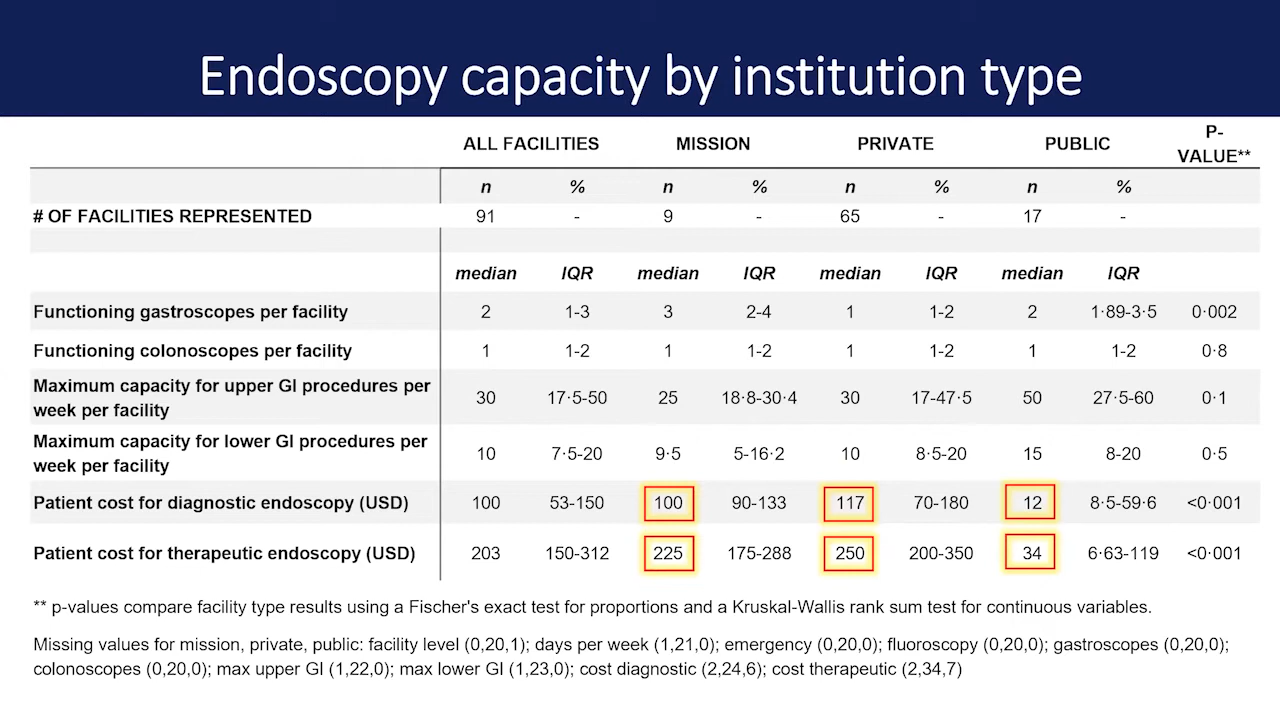 Endoscopy capacity by institution type
ALL FACILITIES MISSION PRIVATE PUBLIC P-VALUE**
n % n % n % n %
# OF FACILITIES REPRESENTED 91 - 9 - 65 - 17 -
median IQR median IQR median IQR median IQR
Functioning gastroscopes per facility 2 1-3 3 2-4 1 1-2 2 1·89-3·5 0·002
Functioning colonoscopes per facility 1 1-2 1 1-2 1 1-2 1 1-2 0·8
Maximum capacity for upper GI procedures per week per facility 30 17·5-50 25 18·8-30·4 30 17-47·5 50 27·5-60 0·1
Maximum capacity for lower GI procedures per week per facility 10 7·5-20 9·5 5-16·2 10 8·5-20 15 8-20 0·5
Patient cost for diagnostic endoscopy (USD) 100 53-150 100 90-133 117 70-180 12 8·5-59·6 <0·001
Patient cost for therapeutic endoscopy (USD) 203 150-312 225 175-288 250 200-350 34 6·63-119 <0·001
** p-values compare facility type results using a Fischer's exact test for proportions and a Kruskal-Wallis rank sum test for continuous variables.
Missing values for mission, private, public: facility level (0,20,1); days per week (1,21,0); emergency (0,20,0); fluoroscopy (0,20,0); gastroscopes (0,20,0);
colonoscopes (0,20,0); max upper GI (1,22,0); max lower GI (1,23,0); cost diagnostic (2,24,6); cost therapeutic (2,34,7)